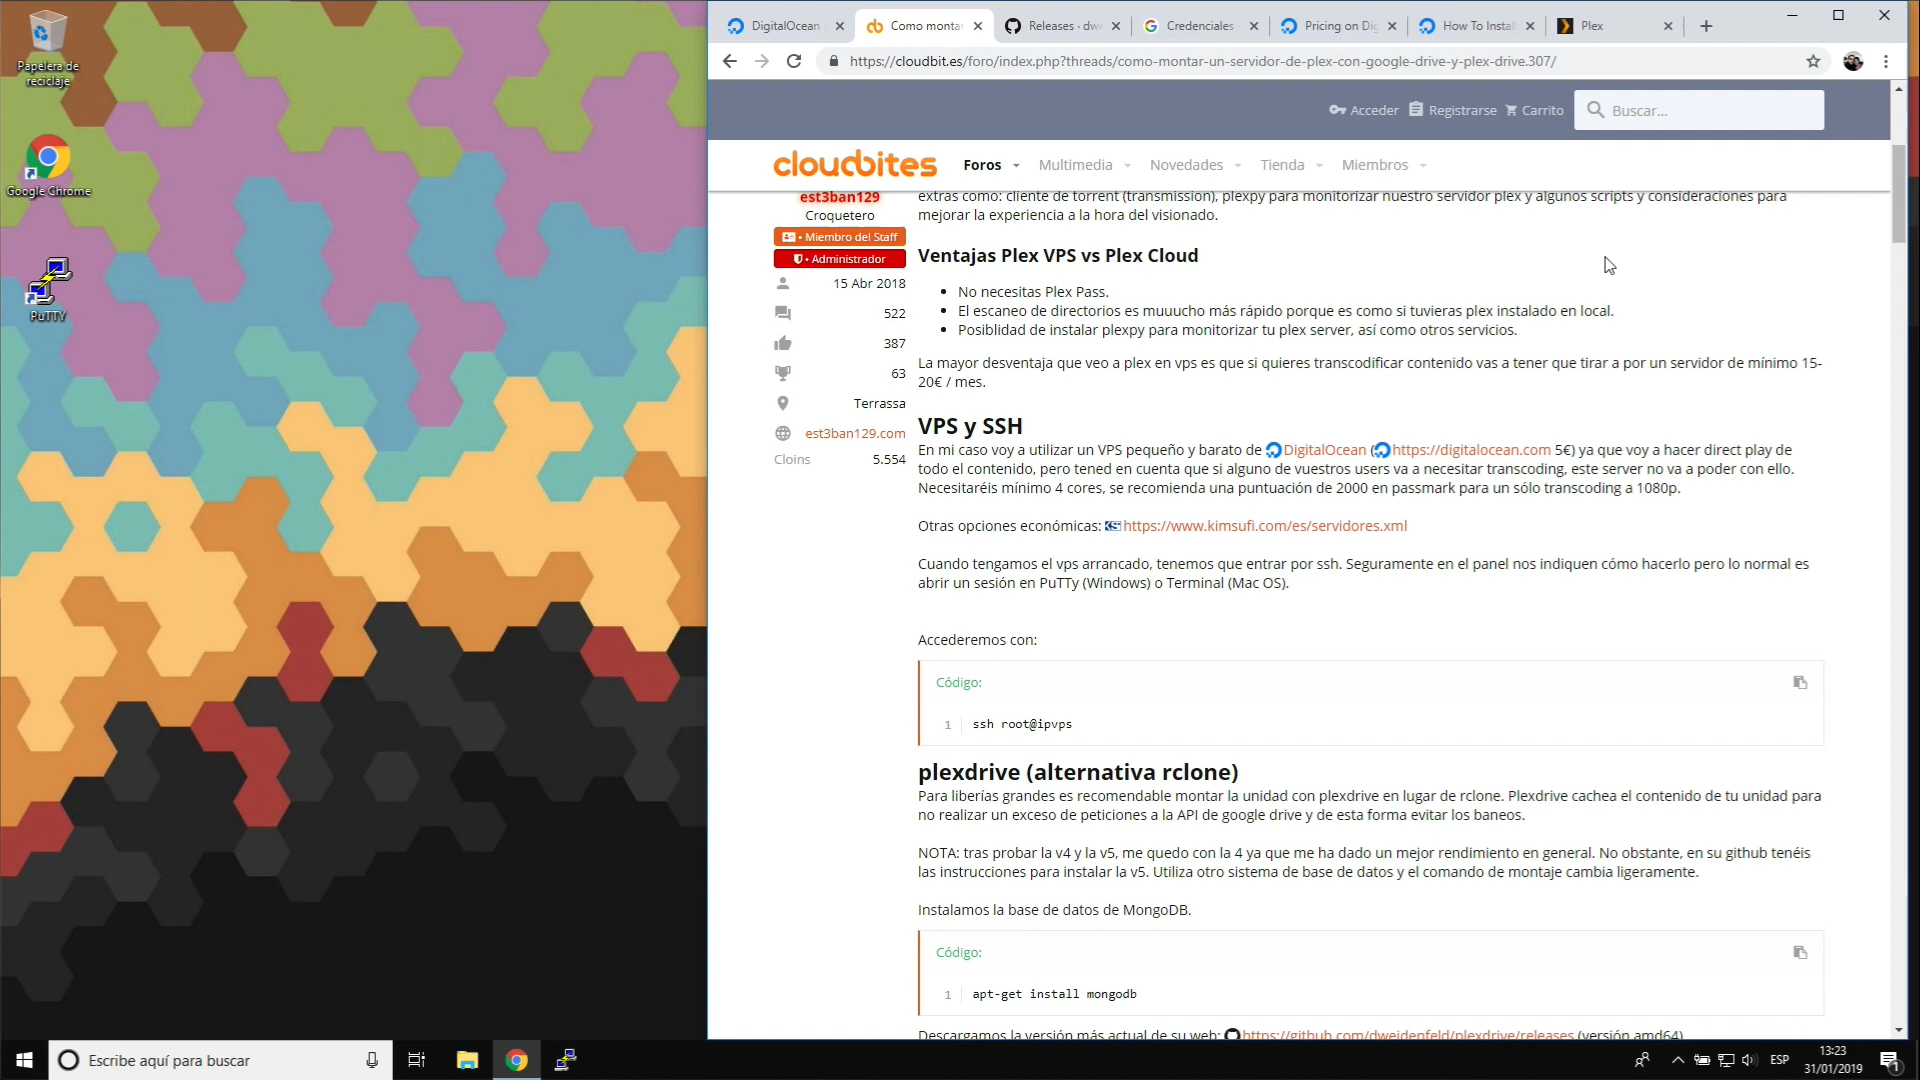 Papelera de
reciclaje
Google Chrome
PuTTY
DigitalOcean
Como montar
Releases · dwe
Credenciales
Pricing on Dig
How To Install
Plex
https://cloudbit.es/foro/index.php?threads/como-montar-un-servidor-de-plex-con-google-drive-y-plex-drive.307/
Acceder Registrarse Carrito Buscar...
cloudbites Foros Multimedia Novedades Tienda Miembros
est3ban129
Croquetero
• Miembro del Staff
• Administrador
15 Abr 2018
522
387
63
Terrassa
est3ban129.com
Cloins 5.554
extras como: cliente de torrent (transmission), plexpy para monitorizar nuestro servidor plex y algunos scripts y consideraciones para
mejorar la experiencia a la hora del visionado.
Ventajas Plex VPS vs Plex Cloud
• No necesitas Plex Pass.
• El escaneo de directorios es muuucho más rápido porque es como si tuvieras plex instalado en local.
• Posiblidad de instalar plexpy para monitorizar tu plex server, así como otros servicios.
La mayor desventaja que veo a plex en vps es que si quieres transcodificar contenido vas a tener que tirar a por un servidor de mínimo 15-
20€ / mes.
VPS y SSH
En mi caso voy a utilizar un VPS pequeño y barato de DigitalOcean (https://digitalocean.com 5€) ya que voy a hacer direct play de
todo el contenido, pero tened en cuenta que si alguno de vuestros users va a necesitar transcoding, este server no va a poder con ello.
Necesitaréis mínimo 4 cores, se recomienda una puntuación de 2000 en passmark para un sólo transcoding a 1080p.
Otras opciones económicas: https://www.kimsufi.com/es/servidores.xml
Cuando tengamos el vps arrancado, tenemos que entrar por ssh. Seguramente en el panel nos indiquen cómo hacerlo pero lo normal es
abrir un sesión en PuTTy (Windows) o Terminal (Mac OS).
Accederemos con:
Código:
1 ssh root@ipvps
plexdrive (alternativa rclone)
Para liberías grandes es recomendable montar la unidad con plexdrive en lugar de rclone. Plexdrive cachea el contenido de tu unidad para
no realizar un exceso de peticiones a la API de google drive y de esta forma evitar los baneos.
NOTA: tras probar la v4 y la v5, me quedo con la 4 ya que me ha dado un mejor rendimiento en general. No obstante, en su github tenéis
las instrucciones para instalar la v5. Utiliza otro sistema de base de datos y el comando de montaje cambia ligeramente.
Instalamos la base de datos de MongoDB.
Código:
1 apt-get install mongodb
Descargamos la versión más actual de su web: https://github.com/dweidenfeld/plexdrive/releases (versión amd64)
Escribe aquí para buscar
ESP
13:23
31/01/2019
1